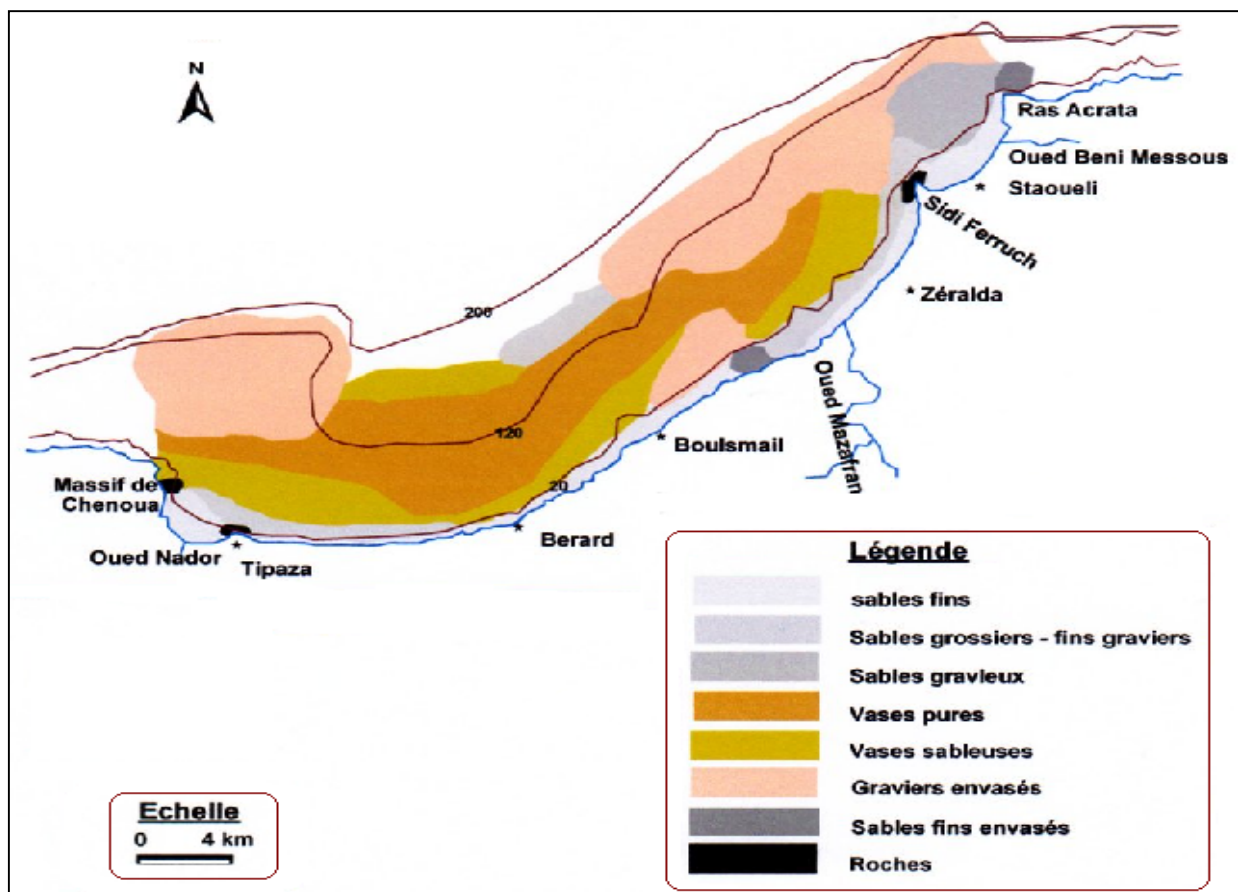 N
Ras Acrata
Oued Beni Messous
Staoueli
Sidi Ferruch
Zéralda
200
Oued Mazafran
120
Boulsmail
20
Massif de
Chenoua
Berard
Oued Nador
Tipaza
Légende
sables fins
Sables grossiers - fins graviers
Sables gravleux
Vases pures
Vases sableuses
Graviers envasés
Sables fins envasés
Roches
Echelle
0 4 km